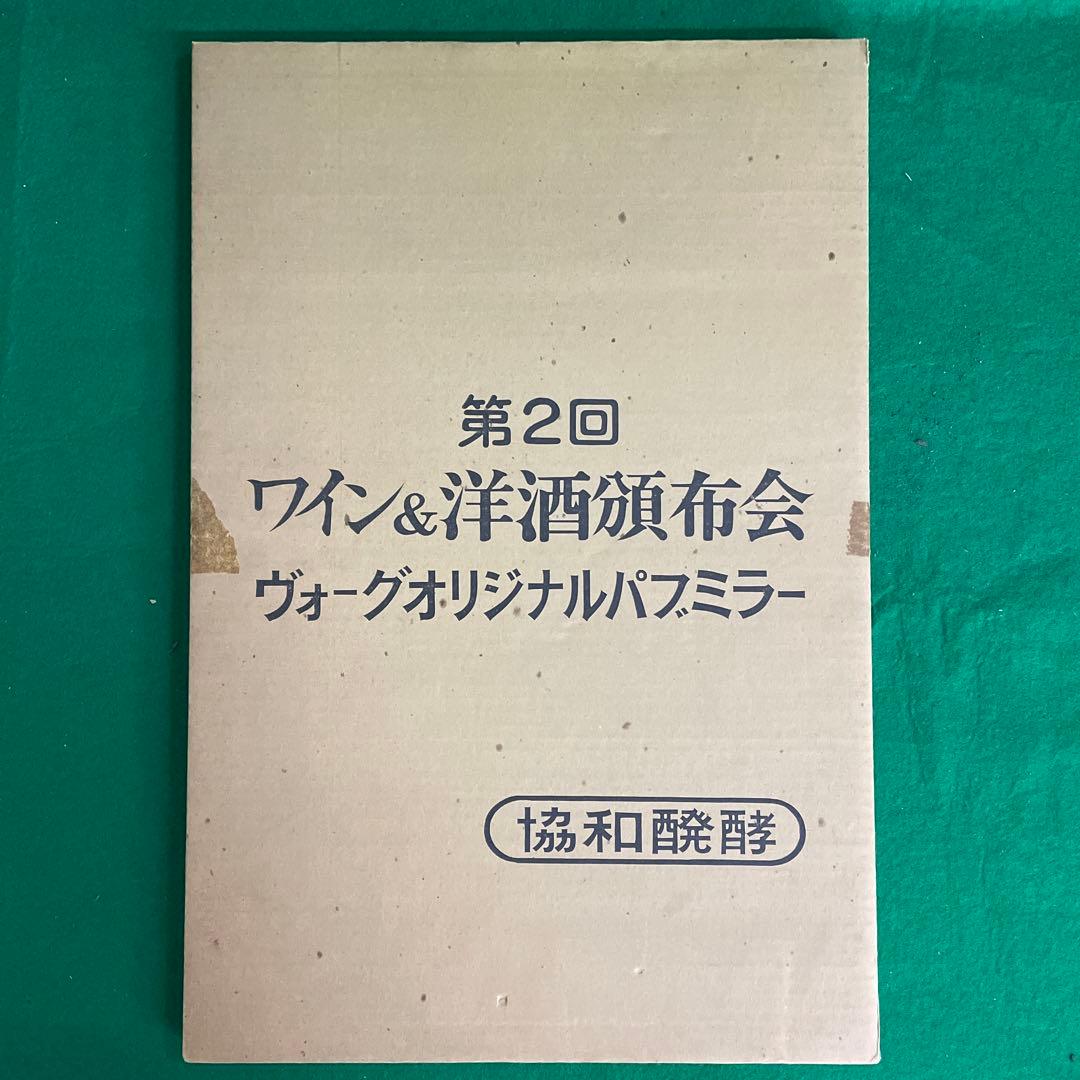 第2回
ワイン&洋酒頒布会
ヴォーグオリジナルパブミラー
協和醗酵